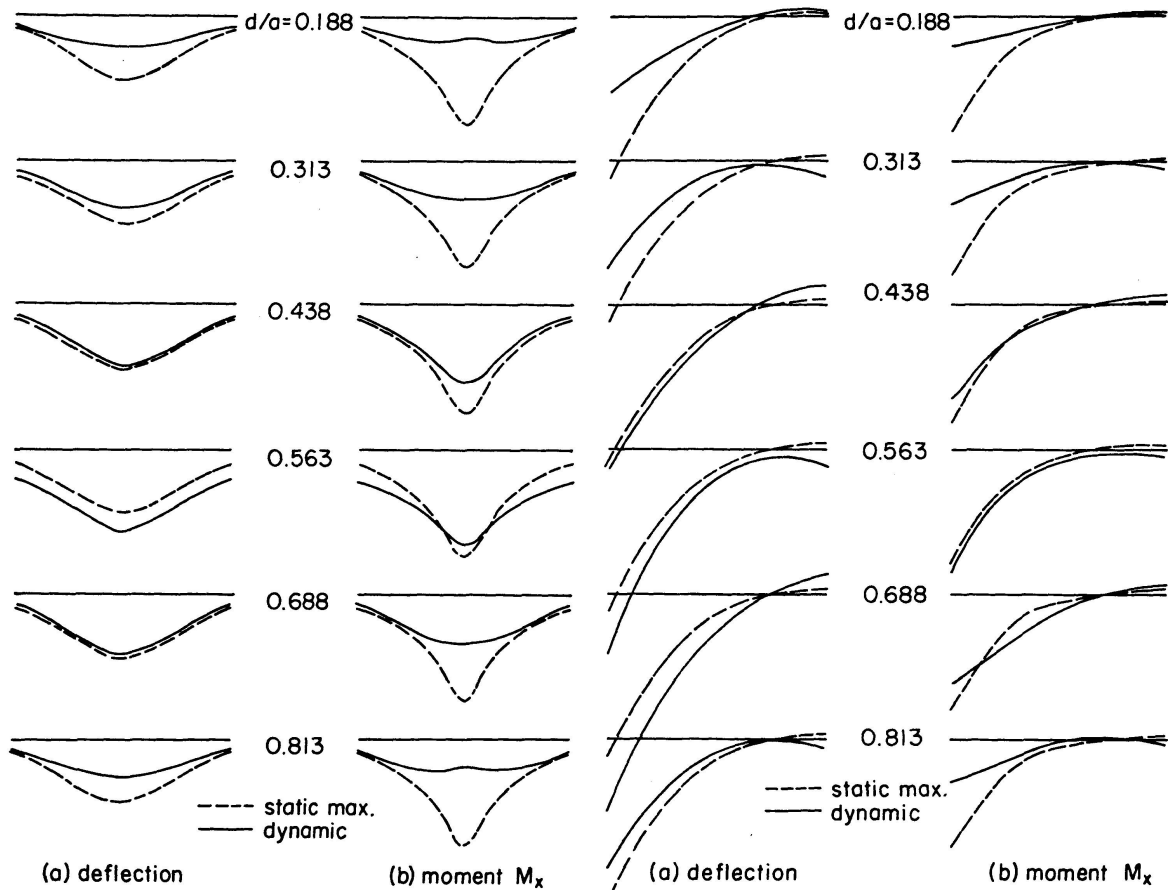 d/a=0.188
d/a=0.188
0.313
0.313
0.438
0.438
0.563
0.563
0.688
0.688
0.813
0.813
static max.
dynamic
static max.
dynamic
(a) deflection
(b) moment Mx
(a) deflection
(b) moment Mx